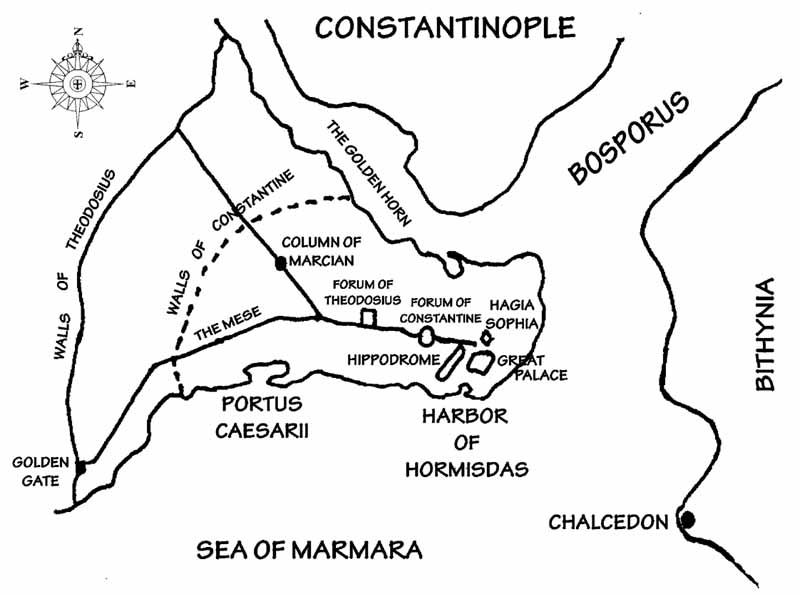 CONSTANTINOPLE
N
W
E
S
BOSPORUS
THE GOLDEN HORN
WALLS OF THEODOSIUS
WALLS OF CONSTANTINE
COLUMN OF
MARCIAN
FORUM OF
THEODOSIUS
FORUM OF
CONSTANTINE
HAGIA
SOPHIA
THE MESE
HIPPODROME
GREAT
PALACE
BITHYNIA
PORTUS
CAESARII
HARBOR
OF
HORMISDAS
GOLDEN
GATE
CHALCEDON
SEA OF MARMARA